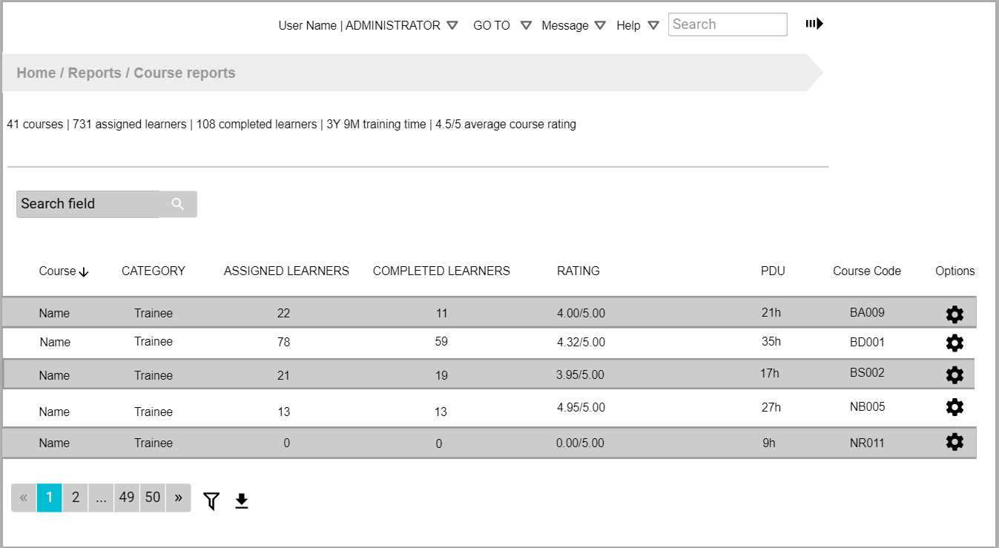 User Name | ADMINISTRATOR GO TO Message Help Search
Home / Reports / Course reports
41 courses | 731 assigned learners | 108 completed learners | 3Y 9M training time | 4.5/5 average course rating
Search field
Course CATEGORY ASSIGNED LEARNERS COMPLETED LEARNERS RATING PDU Course Code Options
Name Trainee 22 11 4.00/5.00 21h BA009
Name Trainee 78 59 4.32/5.00 35h BD001
Name Trainee 21 19 3.95/5.00 17h BS002
Name Trainee 13 13 4.95/5.00 27h NB005
Name Trainee 0 0 0.00/5.00 9h NR011
« 1 2 ... 49 50 »